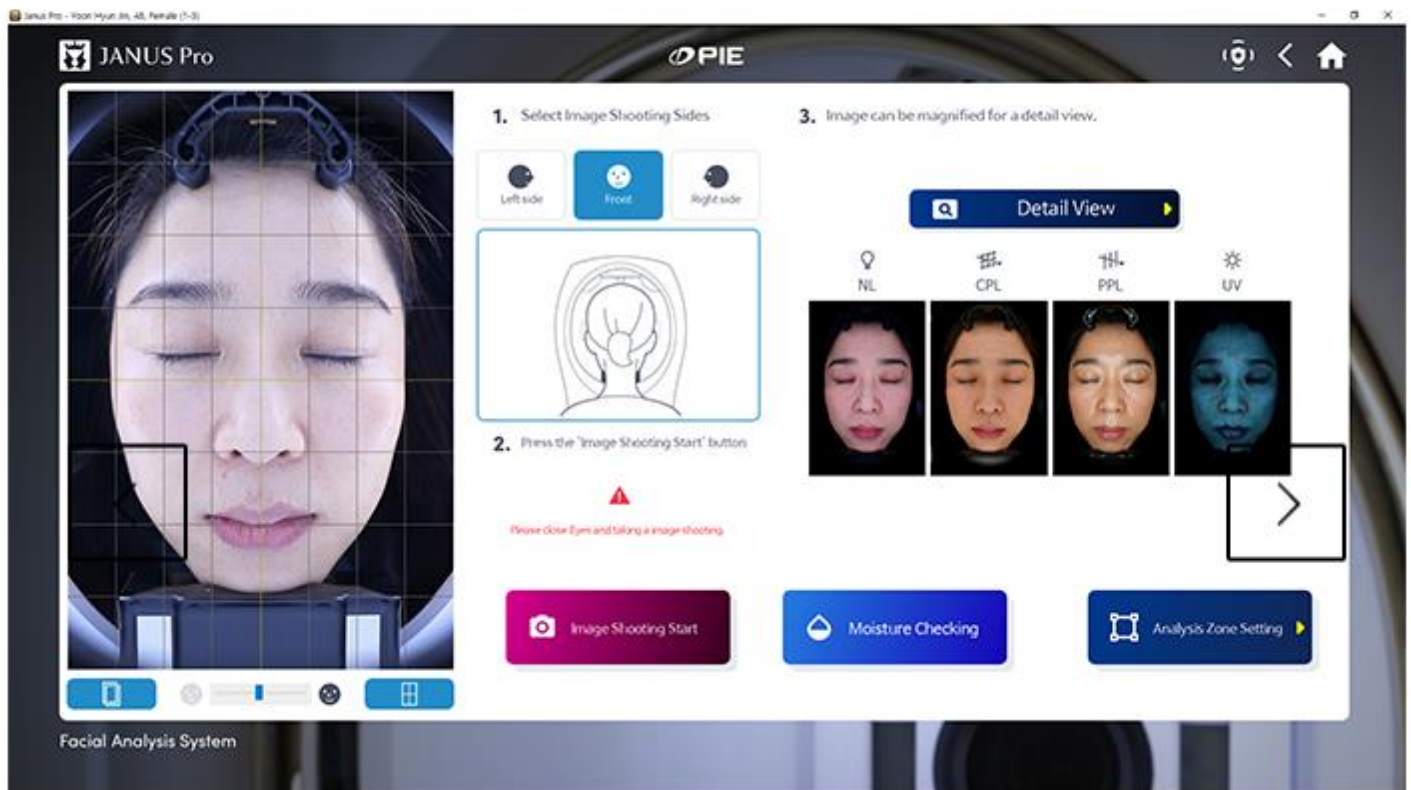 Janus Pro - Yoon Hyun Jin, 48, Female (1-3)
JANUS Pro
PIE
1. Select Image Shooting Sides
Left side
Front
Right side
2. Press the 'Image Shooting Start' button
Please close Eyes and taking a image shooting.
3. Image can be magnified for a detail view.
Detail View
NL
CPL
PPL
UV
Image Shooting Start
Moisture Checking
Analysis Zone Setting
Facial Analysis System